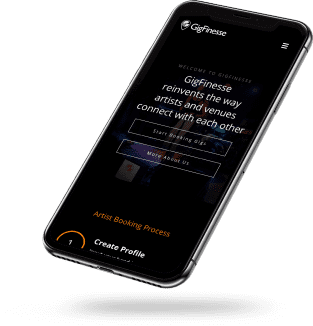 GigFinesse
WELCOME TO GIGFINESSE
GigFinesse
reinvents the way
artists and venues
connect with each other
Start Booking Gigs
More About Us
Artist Booking Process
1
Create Profile